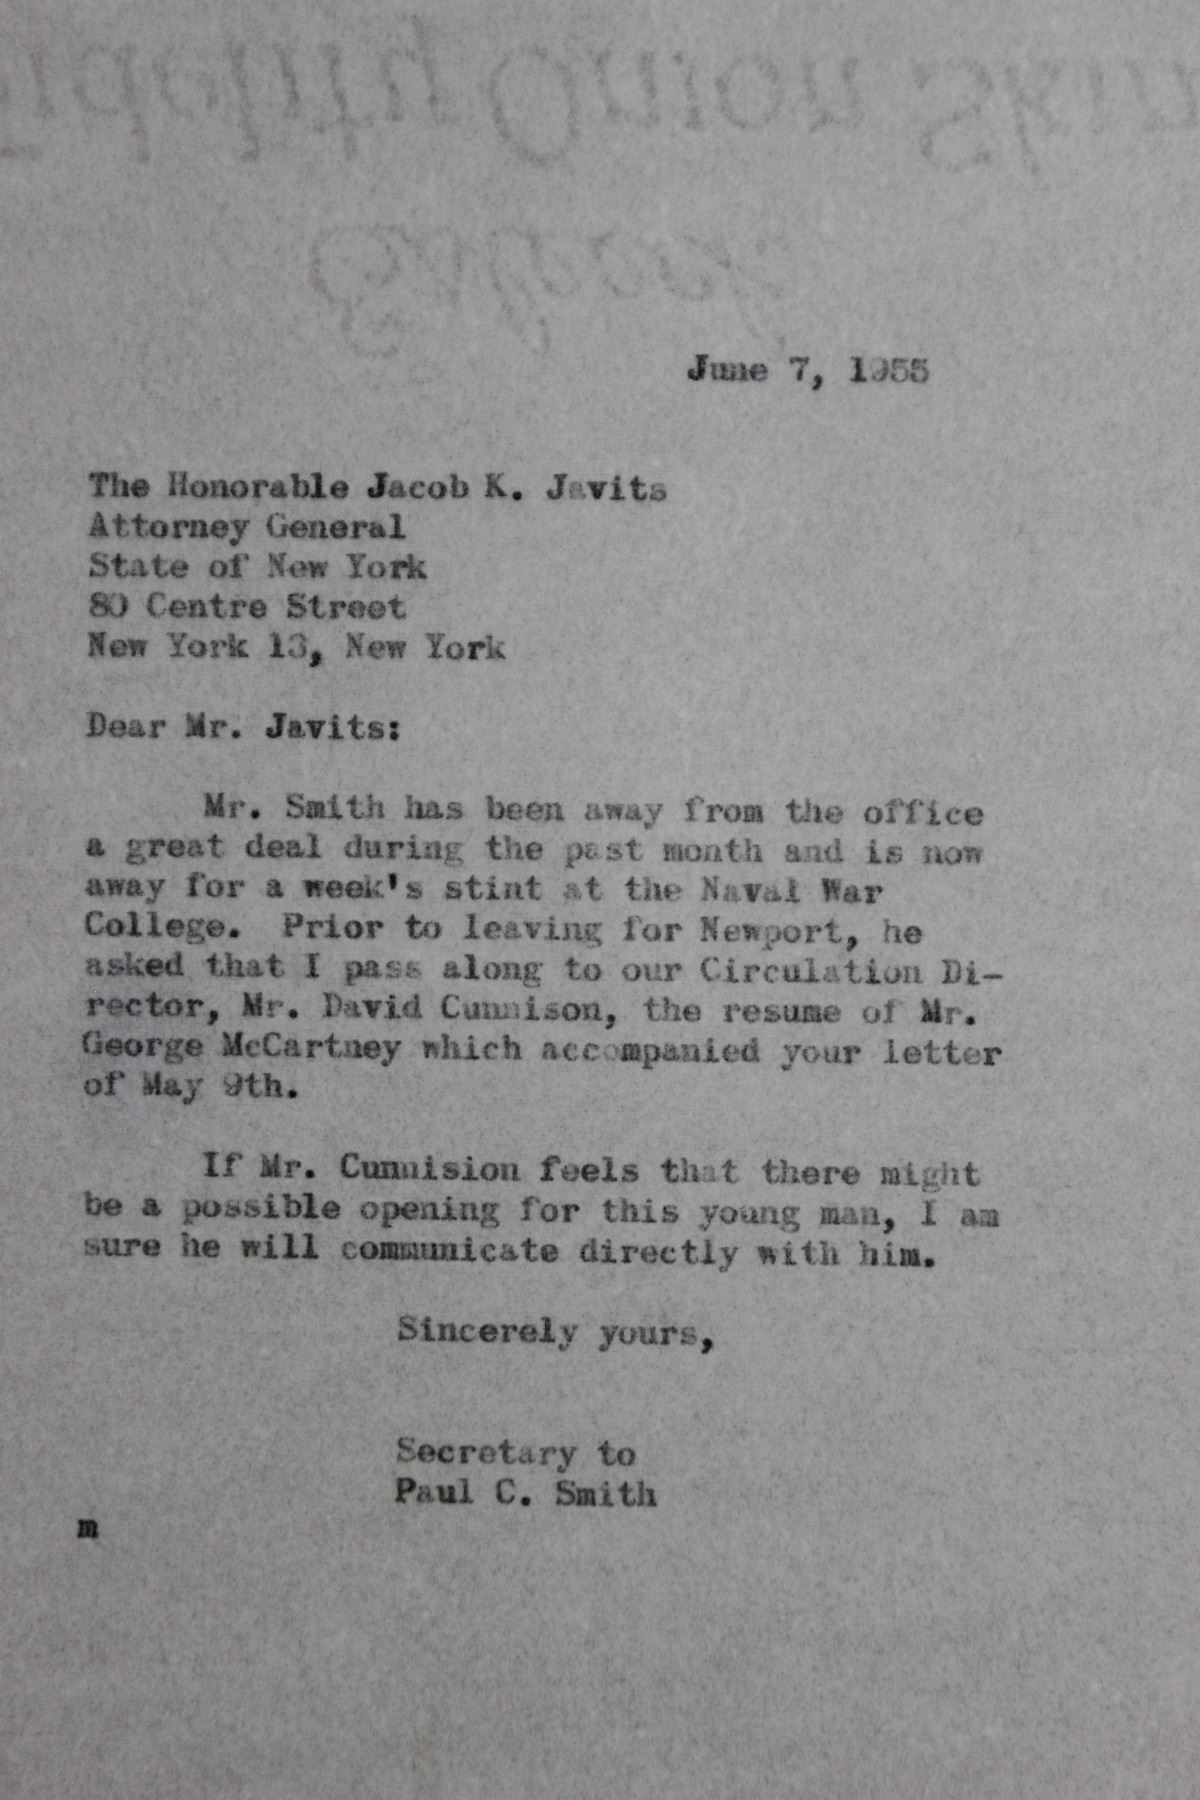 June 7, 1955
The Honorable Jacob K. Javits
Attorney General
State of New York
80 Centre Street
New York 13, New York
Dear Mr. Javits:
Mr. Smith has been away from the office
a great deal during the past month and is now
away for a week's stint at the Naval War
College. Prior to leaving for Newport, he
asked that I pass along to our Circulation Di-
rector, Mr. David Cunnison, the resume of Mr.
George McCartney which accompanied your letter
of May 9th.
If Mr. Cunnision feels that there might
be a possible opening for this young man, I am
sure he will communicate directly with him.
Sincerely yours,
Secretary to
Paul C. Smith
m